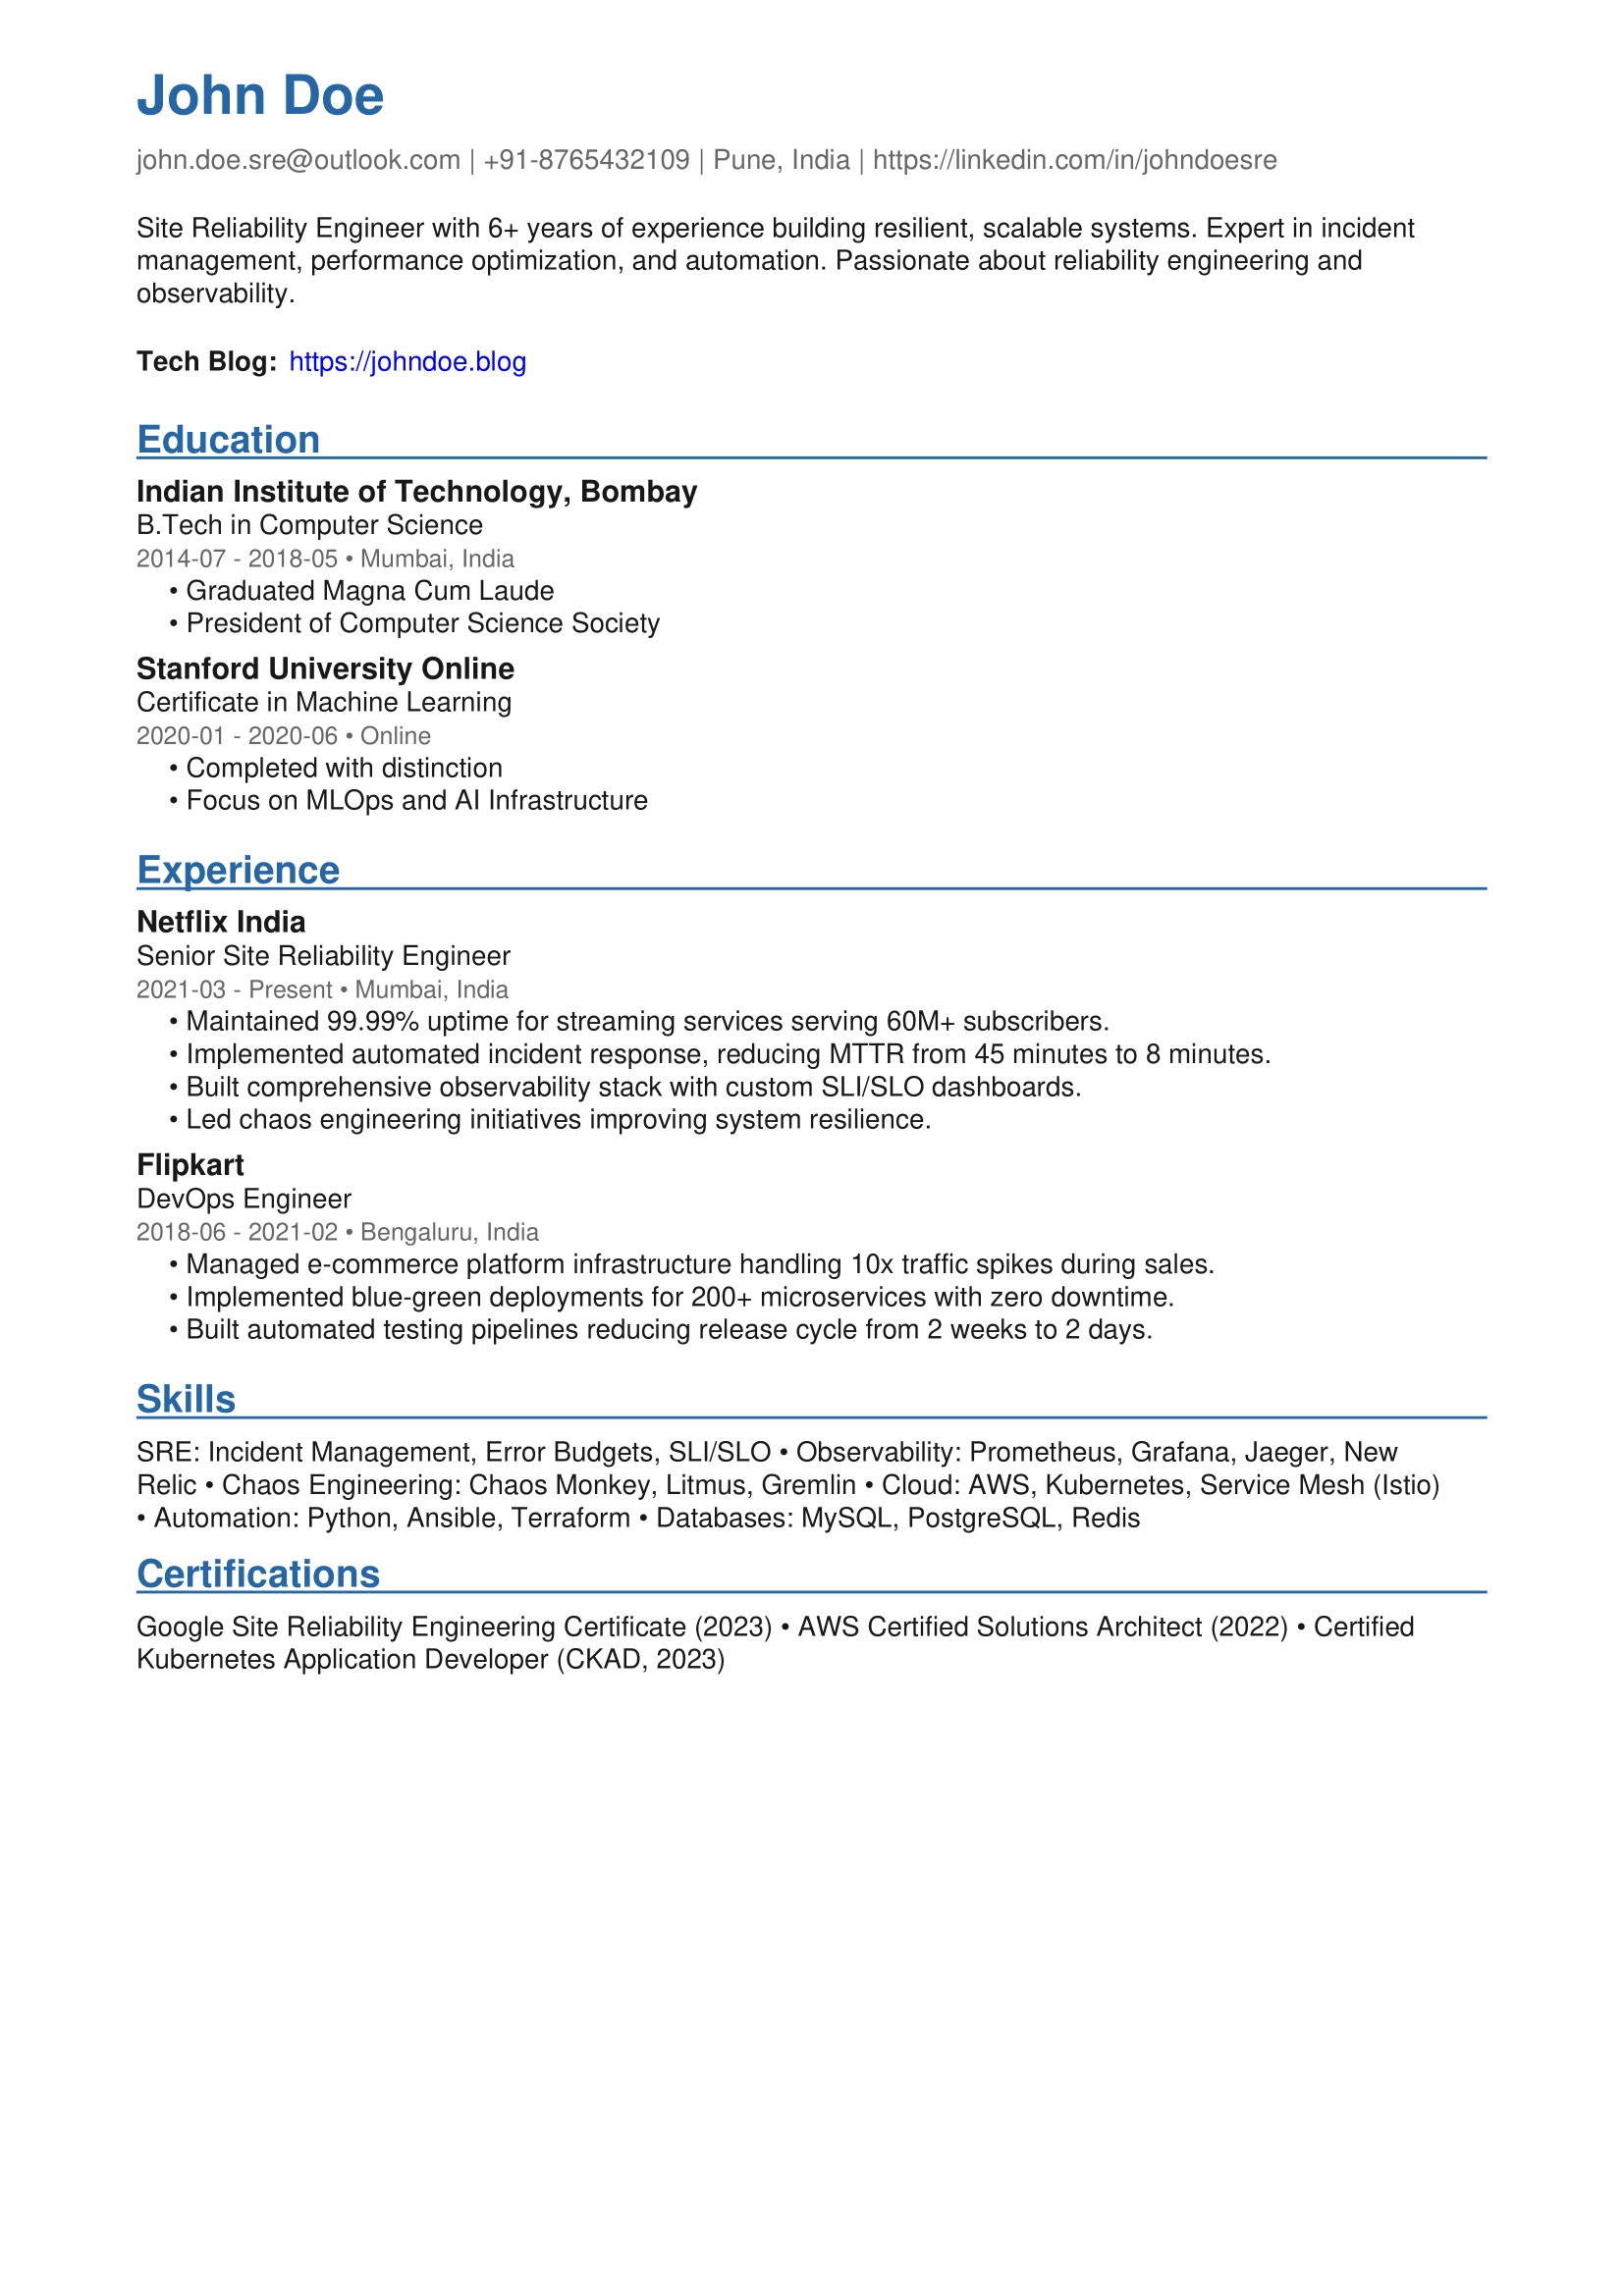 John Doe
john.doe.sre@outlook.com | +91-8765432109 | Pune, India | https://linkedin.com/in/johndoesre
Site Reliability Engineer with 6+ years of experience building resilient, scalable systems. Expert in incident
management, performance optimization, and automation. Passionate about reliability engineering and
observability.
Tech Blog: https://johndoe.blog
Education
Indian Institute of Technology, Bombay
B.Tech in Computer Science
2014-07 - 2018-05 • Mumbai, India
• Graduated Magna Cum Laude
• President of Computer Science Society
Stanford University Online
Certificate in Machine Learning
2020-01 - 2020-06 • Online
• Completed with distinction
• Focus on MLOps and AI Infrastructure
Experience
Netflix India
Senior Site Reliability Engineer
2021-03 - Present • Mumbai, India
• Maintained 99.99% uptime for streaming services serving 60M+ subscribers.
• Implemented automated incident response, reducing MTTR from 45 minutes to 8 minutes.
• Built comprehensive observability stack with custom SLI/SLO dashboards.
• Led chaos engineering initiatives improving system resilience.
Flipkart
DevOps Engineer
2018-06 - 2021-02 • Bengaluru, India
• Managed e-commerce platform infrastructure handling 10x traffic spikes during sales.
• Implemented blue-green deployments for 200+ microservices with zero downtime.
• Built automated testing pipelines reducing release cycle from 2 weeks to 2 days.
Skills
SRE: Incident Management, Error Budgets, SLI/SLO • Observability: Prometheus, Grafana, Jaeger, New
Relic • Chaos Engineering: Chaos Monkey, Litmus, Gremlin • Cloud: AWS, Kubernetes, Service Mesh (Istio)
• Automation: Python, Ansible, Terraform • Databases: MySQL, PostgreSQL, Redis
Certifications
Google Site Reliability Engineering Certificate (2023) • AWS Certified Solutions Architect (2022) • Certified
Kubernetes Application Developer (CKAD, 2023)